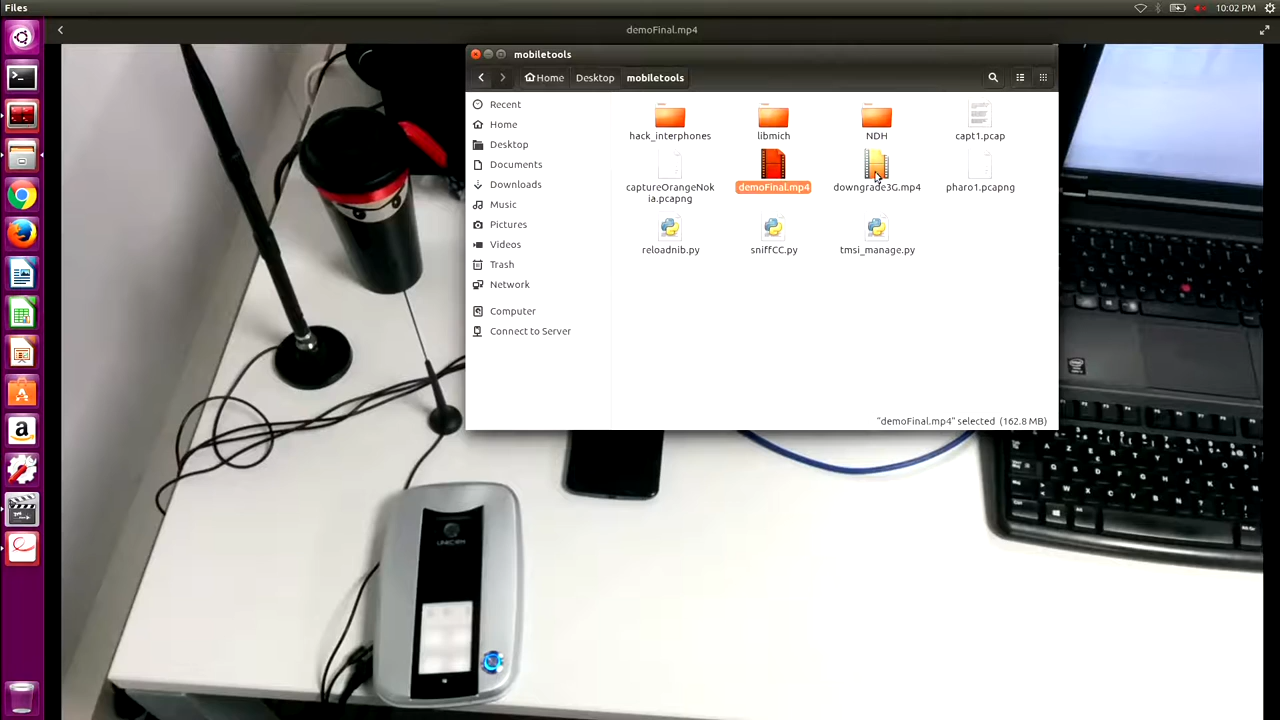 Files
10:02 PM
demoFinal.mp4
mobiletools
Home
Desktop
mobiletools
Recent
Home
Desktop
Documents
Downloads
Music
Pictures
Videos
Trash
Network
Computer
Connect to Server
hack_interphones
libmich
NDH
capt1.pcap
captureOrangeNok
ia.pcapng
demoFinal.mp4
downgrade3G.mp4
pharo1.pcapng
reloadnib.py
sniffCC.py
tmsi_manage.py
"demoFinal.mp4" selected (162.8 MB)